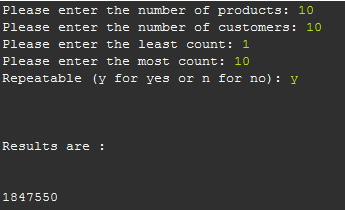 Please enter the number of products: 10
Please enter the number of customers: 10
Please enter the least count: 1
Please enter the most count: 10
Repeatable (y for yes or n for no): y
Results are :
1847550